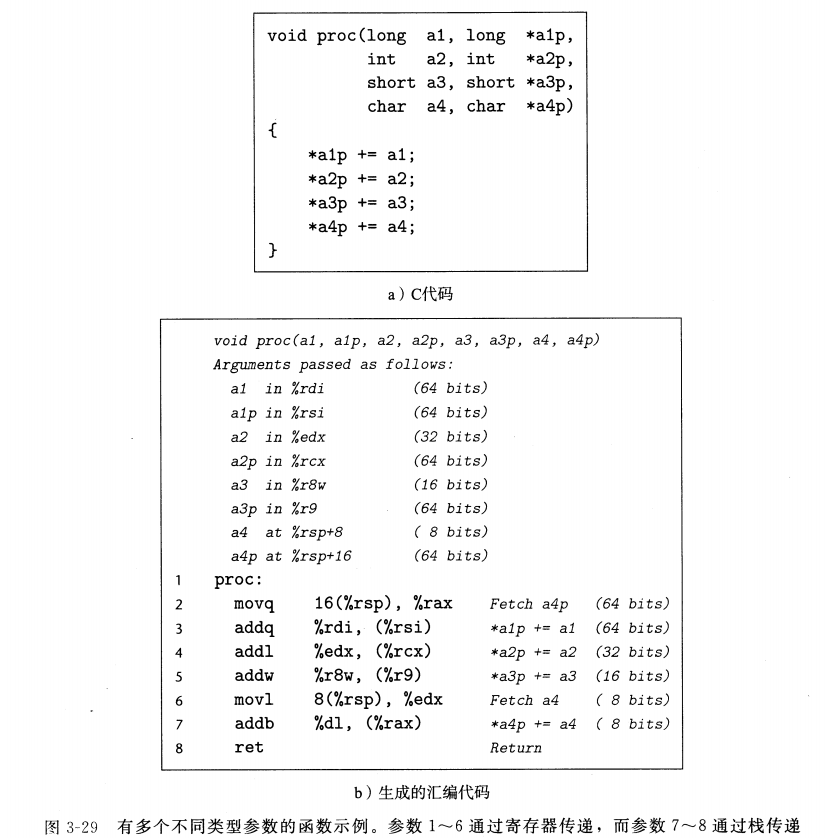 void proc(long  a1, long  *a1p,
          int   a2, int   *a2p,
          short a3, short *a3p,
          char  a4, char  *a4p)
{
    *a1p += a1;
    *a2p += a2;
    *a3p += a3;
    *a4p += a4;
}
a）C代码
void proc(a1, a1p, a2, a2p, a3, a3p, a4, a4p)
Arguments passed as follows:
  a1  in %rdi          (64 bits)
  a1p in %rsi          (64 bits)
  a2  in %edx          (32 bits)
  a2p in %rcx          (64 bits)
  a3  in %r8w          (16 bits)
  a3p in %r9           (64 bits)
  a4  at %rsp+8        ( 8 bits)
  a4p at %rsp+16       (64 bits)
1 proc:
2   movq    16(%rsp), %rax    Fetch a4p   (64 bits)
3   addq    %rdi, (%rsi)      *a1p += a1  (64 bits)
4   addl    %edx, (%rcx)      *a2p += a2  (32 bits)
5   addw    %r8w, (%r9)       *a3p += a3  (16 bits)
6   movl    8(%rsp), %edx     Fetch a4    ( 8 bits)
7   addb    %dl, (%rax)       *a4p += a4  ( 8 bits)
8   ret                       Return
b）生成的汇编代码
图 3-29 有多个不同类型参数的函数示例。参数 1～6 通过寄存器传递，而参数 7～8 通过栈传递